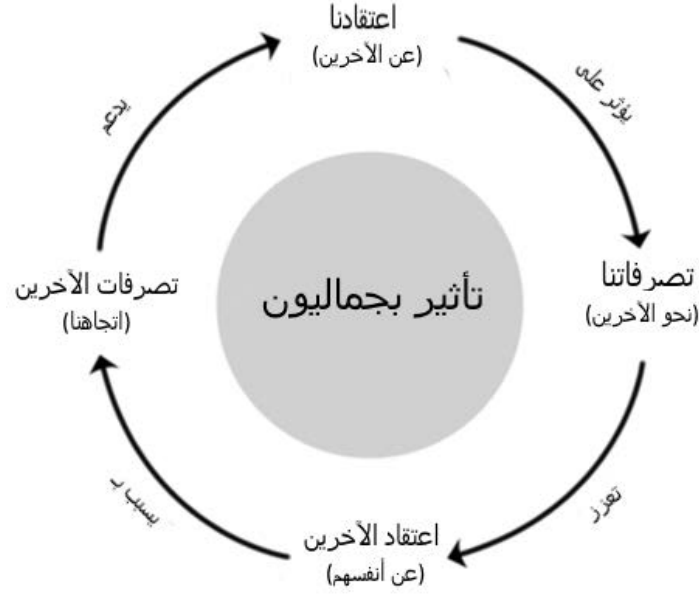 اعتقادنا
(عن الآخرين)
يؤثر على
تصرفاتنا
(نحو الآخرين)
تعزز
اعتقاد الآخرين
(عن أنفسهم)
يسبب بـ
تصرفات الآخرين
(اتجاهنا)
يدعم
تأثير بجماليون